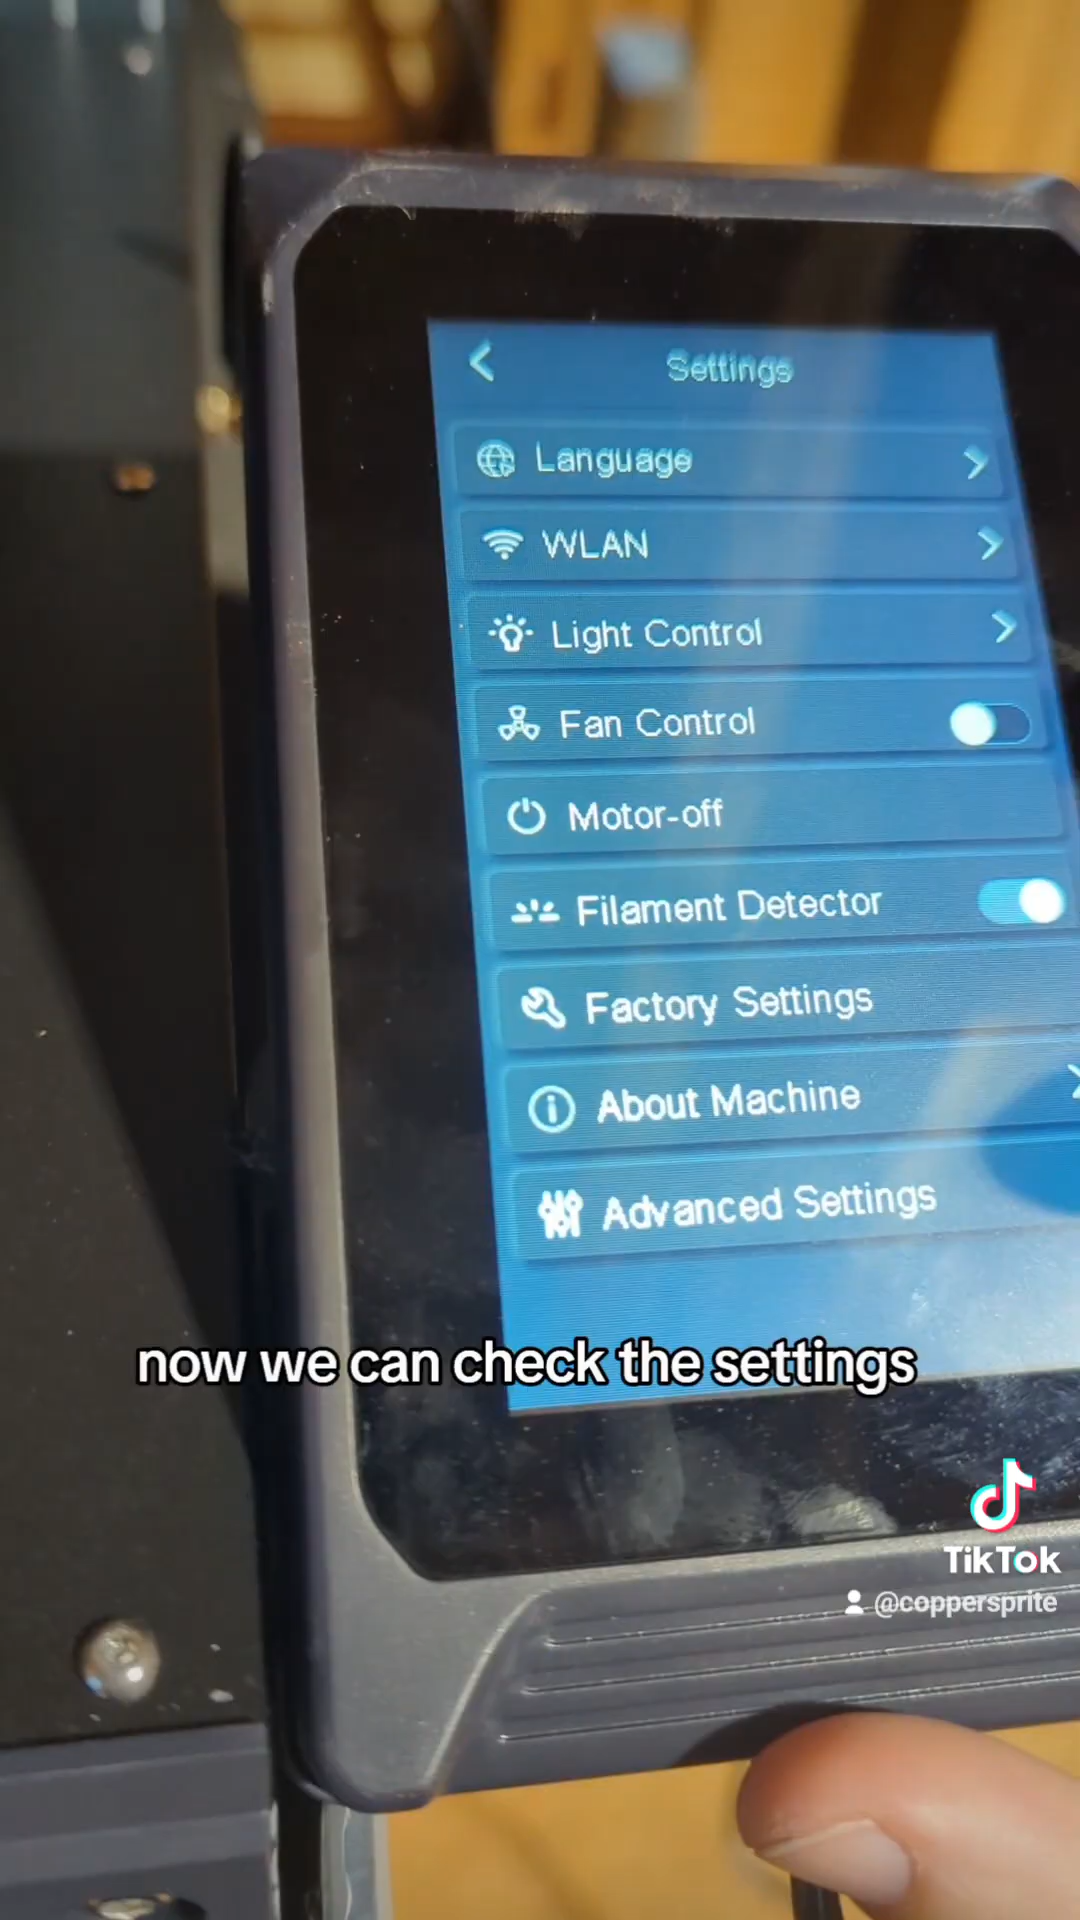 Settings
Language
WLAN
Light Control
Fan Control
Motor-off
Filament Detector
Factory Settings
About Machine
Advanced Settings
now we can check the settings
TikTok
@coppersprite